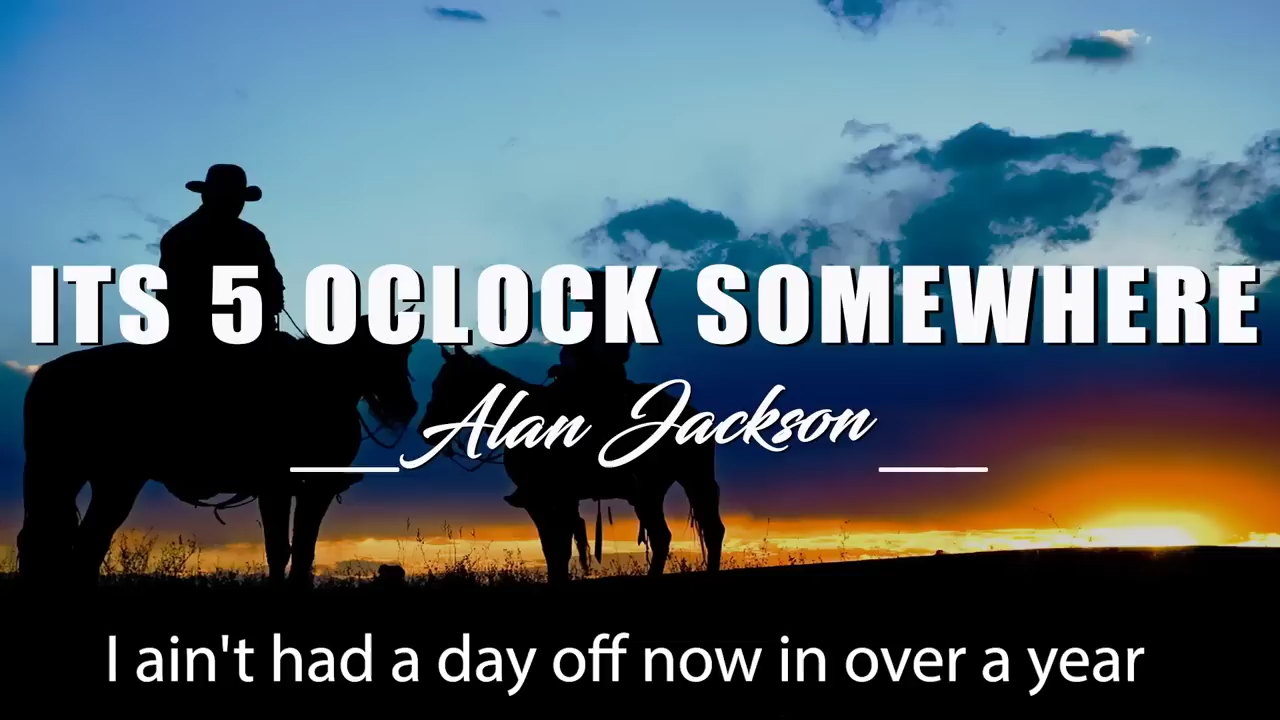 ITS 5 OCLOCK SOMEWHERE
Alan Jackson
I ain't had a day off now in over a year